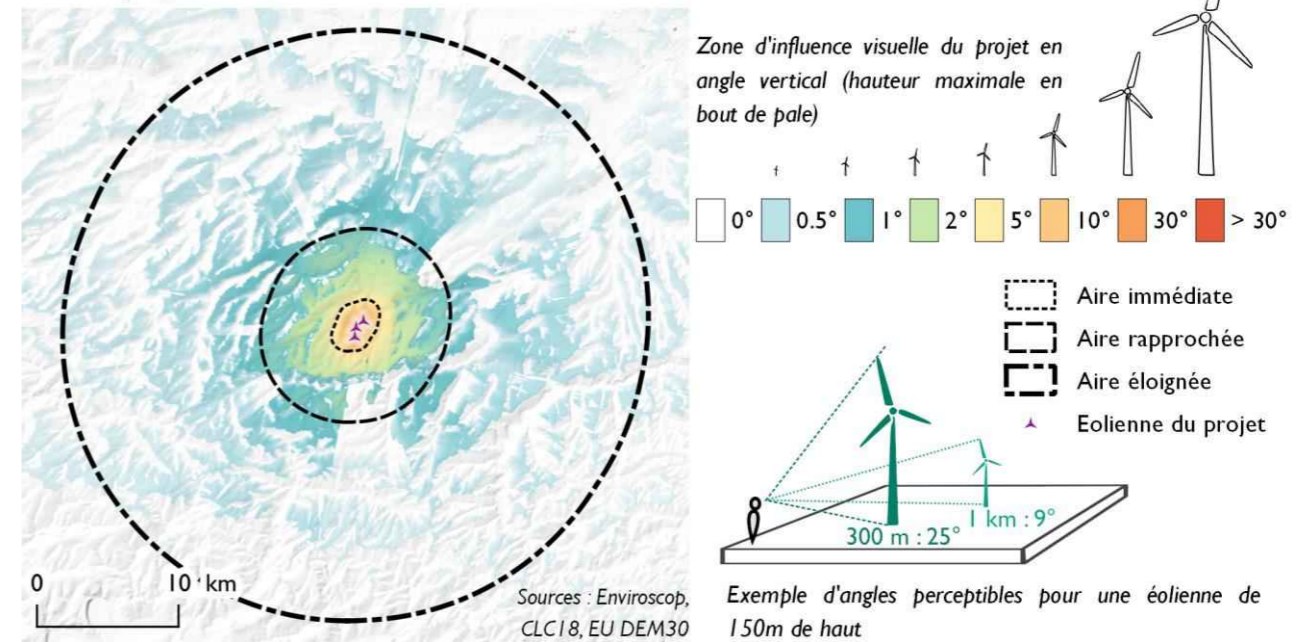 Zone d'influence visuelle du projet en
angle vertical (hauteur maximale en
bout de pale)
0° 0.5° 1° 2° 5° 10° 30° > 30°
Aire immédiate
Aire rapprochée
Aire éloignée
Eolienne du projet
300 m : 25°
1 km : 9°
Exemple d'angles perceptibles pour une éolienne de
150m de haut
0 10 km
Sources : Enviroscop,
CLC18, EU DEM30